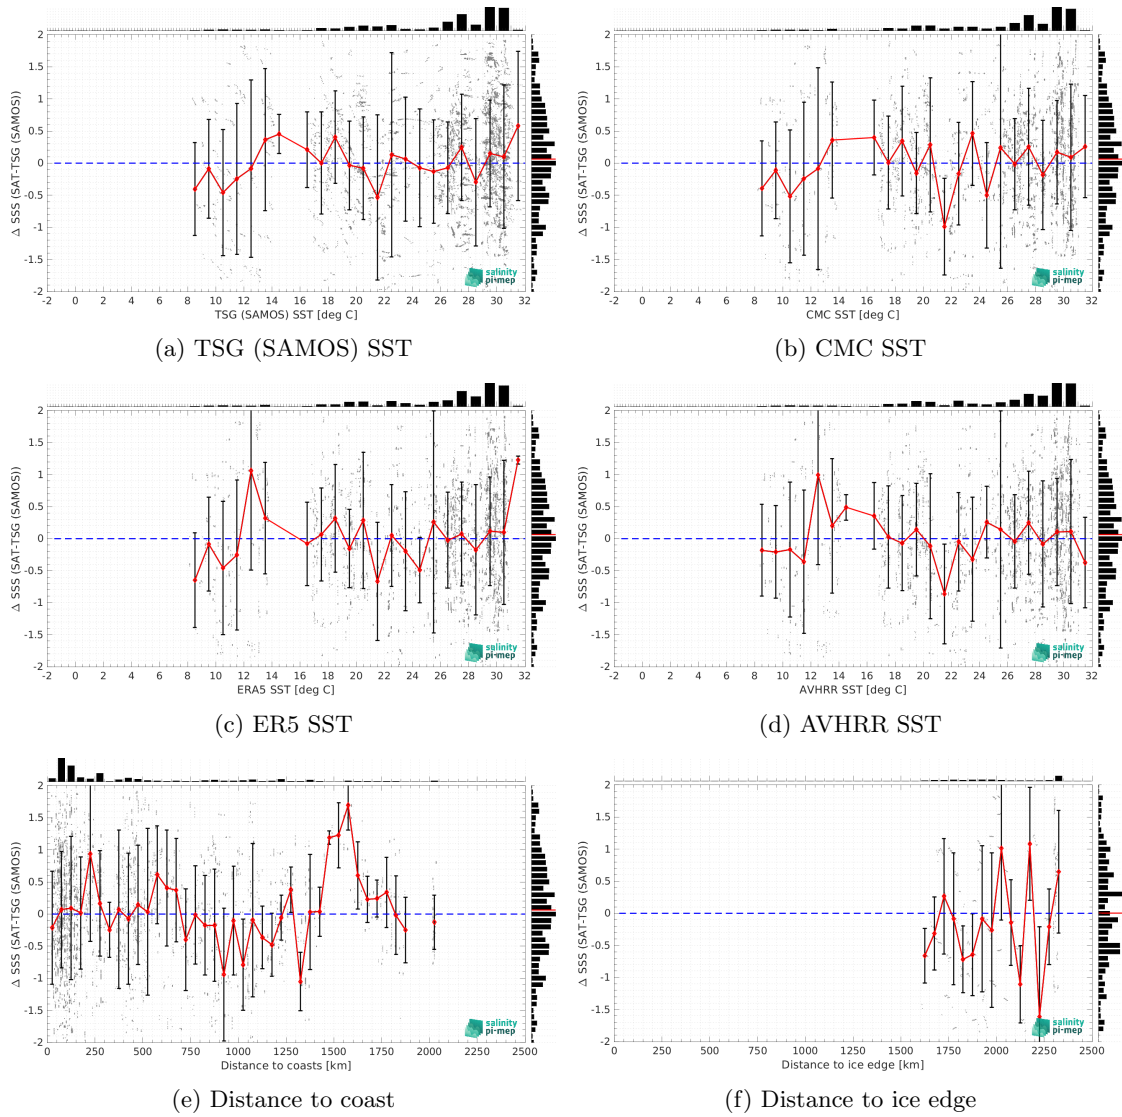 2
1.5
1
0.5
0
-0.5
-1
-1.5
-2
Δ SSS (SAT-TSG (SAMOS))
-2 0 2 4 6 8 10 12 14 16 18 20 22 24 26 28 30 32
TSG (SAMOS) SST [deg C]
salinity
pi-mep
(a) TSG (SAMOS) SST
2
1.5
1
0.5
0
-0.5
-1
-1.5
-2
Δ SSS (SAT-TSG (SAMOS))
-2 0 2 4 6 8 10 12 14 16 18 20 22 24 26 28 30 32
CMC SST [deg C]
salinity
pi-mep
(b) CMC SST
2
1.5
1
0.5
0
-0.5
-1
-1.5
-2
Δ SSS (SAT-TSG (SAMOS))
-2 0 2 4 6 8 10 12 14 16 18 20 22 24 26 28 30 32
ERA5 SST [deg C]
salinity
pi-mep
(c) ER5 SST
2
1.5
1
0.5
0
-0.5
-1
-1.5
-2
Δ SSS (SAT-TSG (SAMOS))
-2 0 2 4 6 8 10 12 14 16 18 20 22 24 26 28 30 32
AVHRR SST [deg C]
salinity
pi-mep
(d) AVHRR SST
2
1.5
1
0.5
0
-0.5
-1
-1.5
-2
Δ SSS (SAT-TSG (SAMOS))
0 250 500 750 1000 1250 1500 1750 2000 2250 2500
Distance to coasts [km]
salinity
pi-mep
(e) Distance to coast
2
1.5
1
0.5
0
-0.5
-1
-1.5
-2
Δ SSS (SAT-TSG (SAMOS))
0 250 500 750 1000 1250 1500 1750 2000 2250 2500
Distance to ice edge [km]
salinity
pi-mep
(f) Distance to ice edge